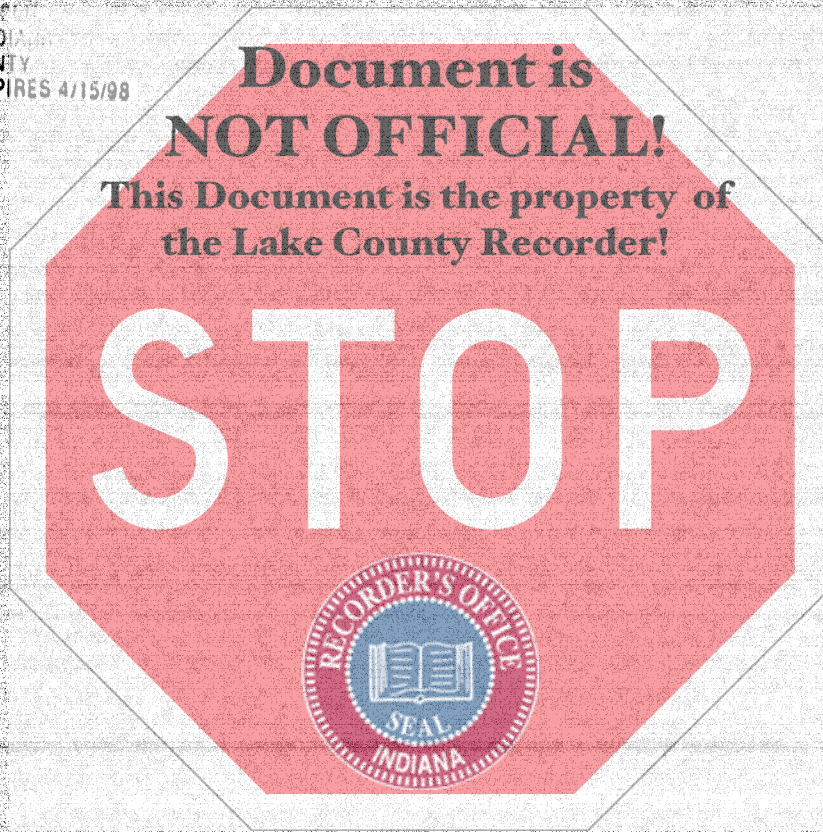 PIRES 4/15/98
Document is
NOT OFFICIAL!
This Document is the property of
the Lake County Recorder!
STOP
RECORDER'S OFFICE
SEAL
INDIANA